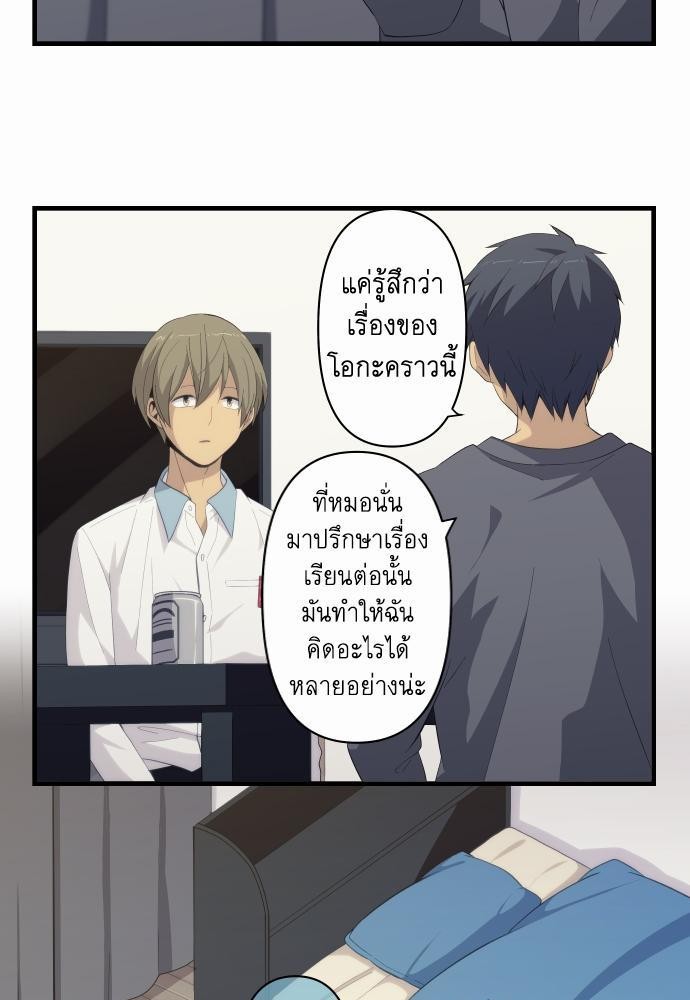 แค่รู้สึกว่า
เรื่องของ
โอกะคราวนี้
ที่หมอนั่น
มาปรึกษาเรื่อง
เรียนต่อนั้น
มันทำให้ฉัน
คิดอะไรได้
หลายอย่างน่ะ